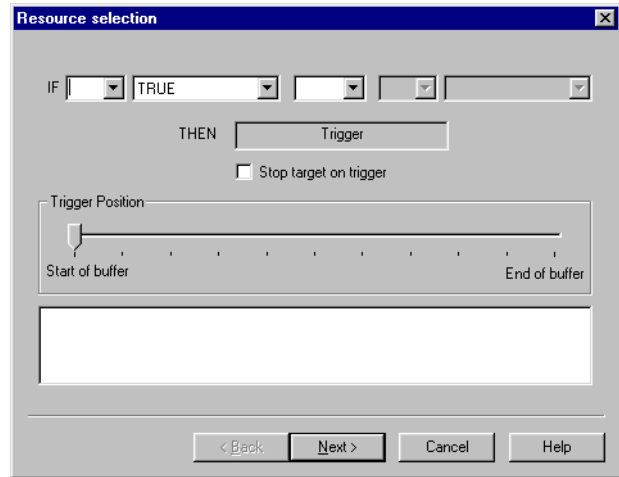 Resource selection
IF TRUE
THEN Trigger
Stop target on trigger
Trigger Position
Start of buffer End of buffer
< Back Next > Cancel Help